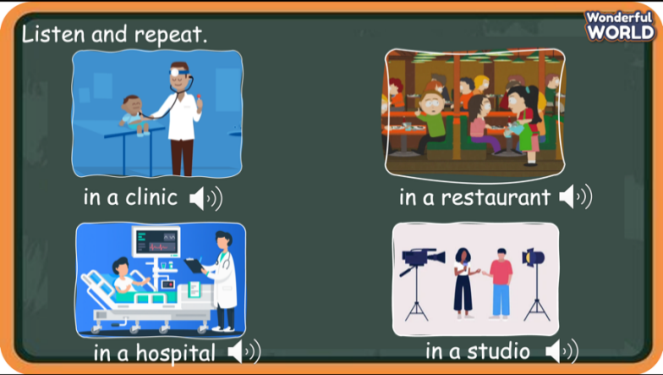 Wonderful
WORLD
Listen and repeat.
in a clinic
in a restaurant
in a hospital
in a studio